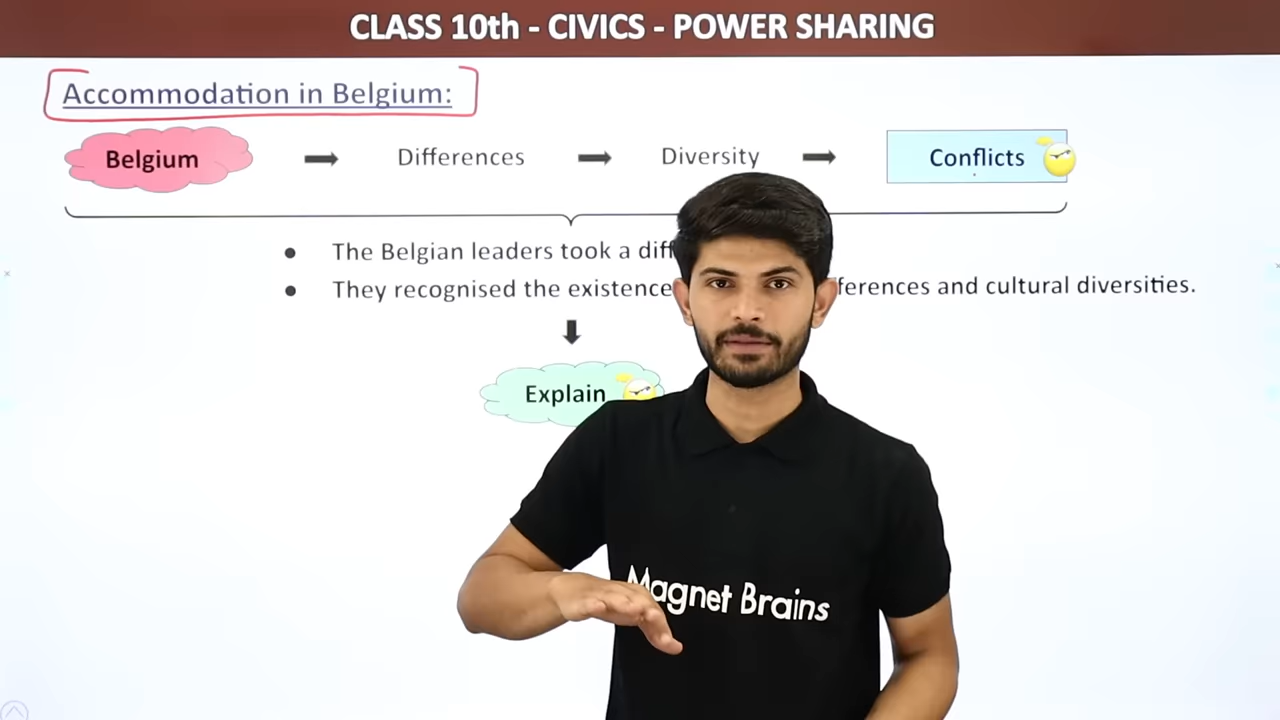 CLASS 10th - CIVICS - POWER SHARING
Accommodation in Belgium:
Belgium Differences Diversity Conflicts
The Belgian leaders took a diff
They recognised the existence ferences and cultural diversities.
Explain
Magnet Brains